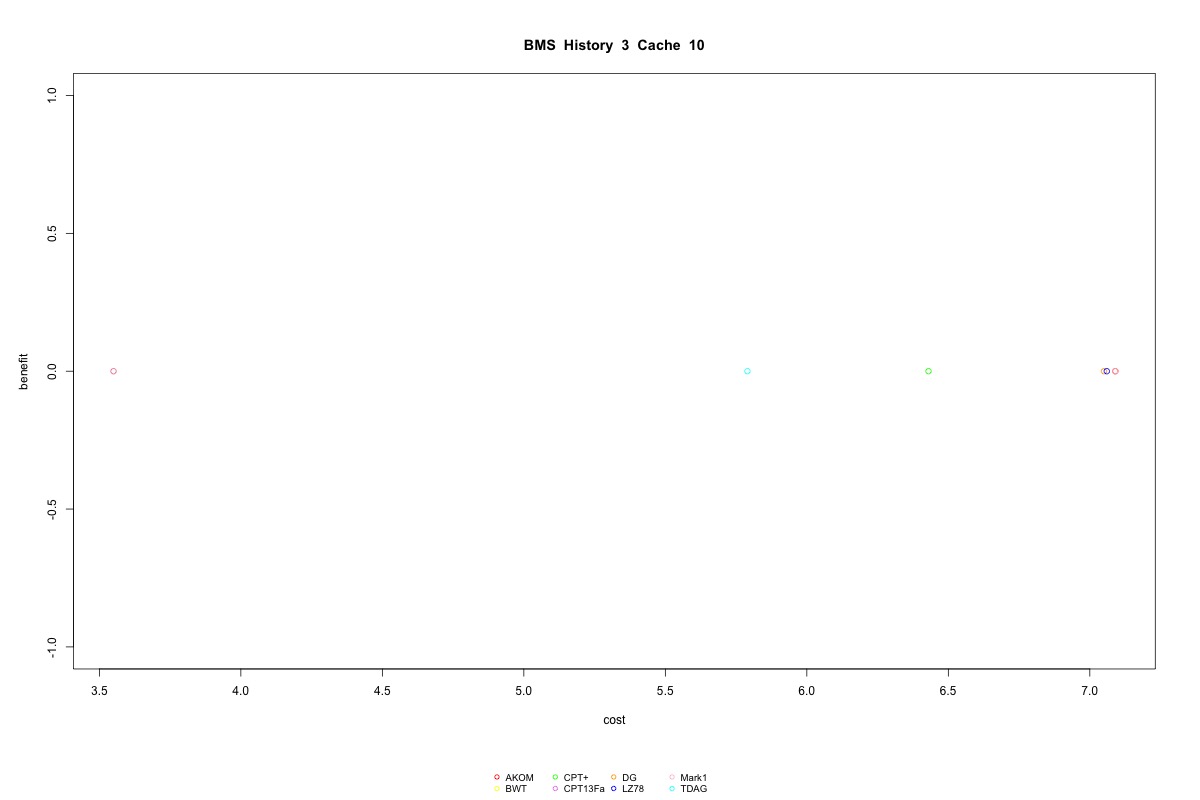 BMS History 3 Cache 10
1.0
0.5
0.0
-0.5
-1.0
benefit
3.5 4.0 4.5 5.0 5.5 6.0 6.5 7.0
cost
AKOM CPT+ DG Mark1
BWT CPT13Fa LZ78 TDAG